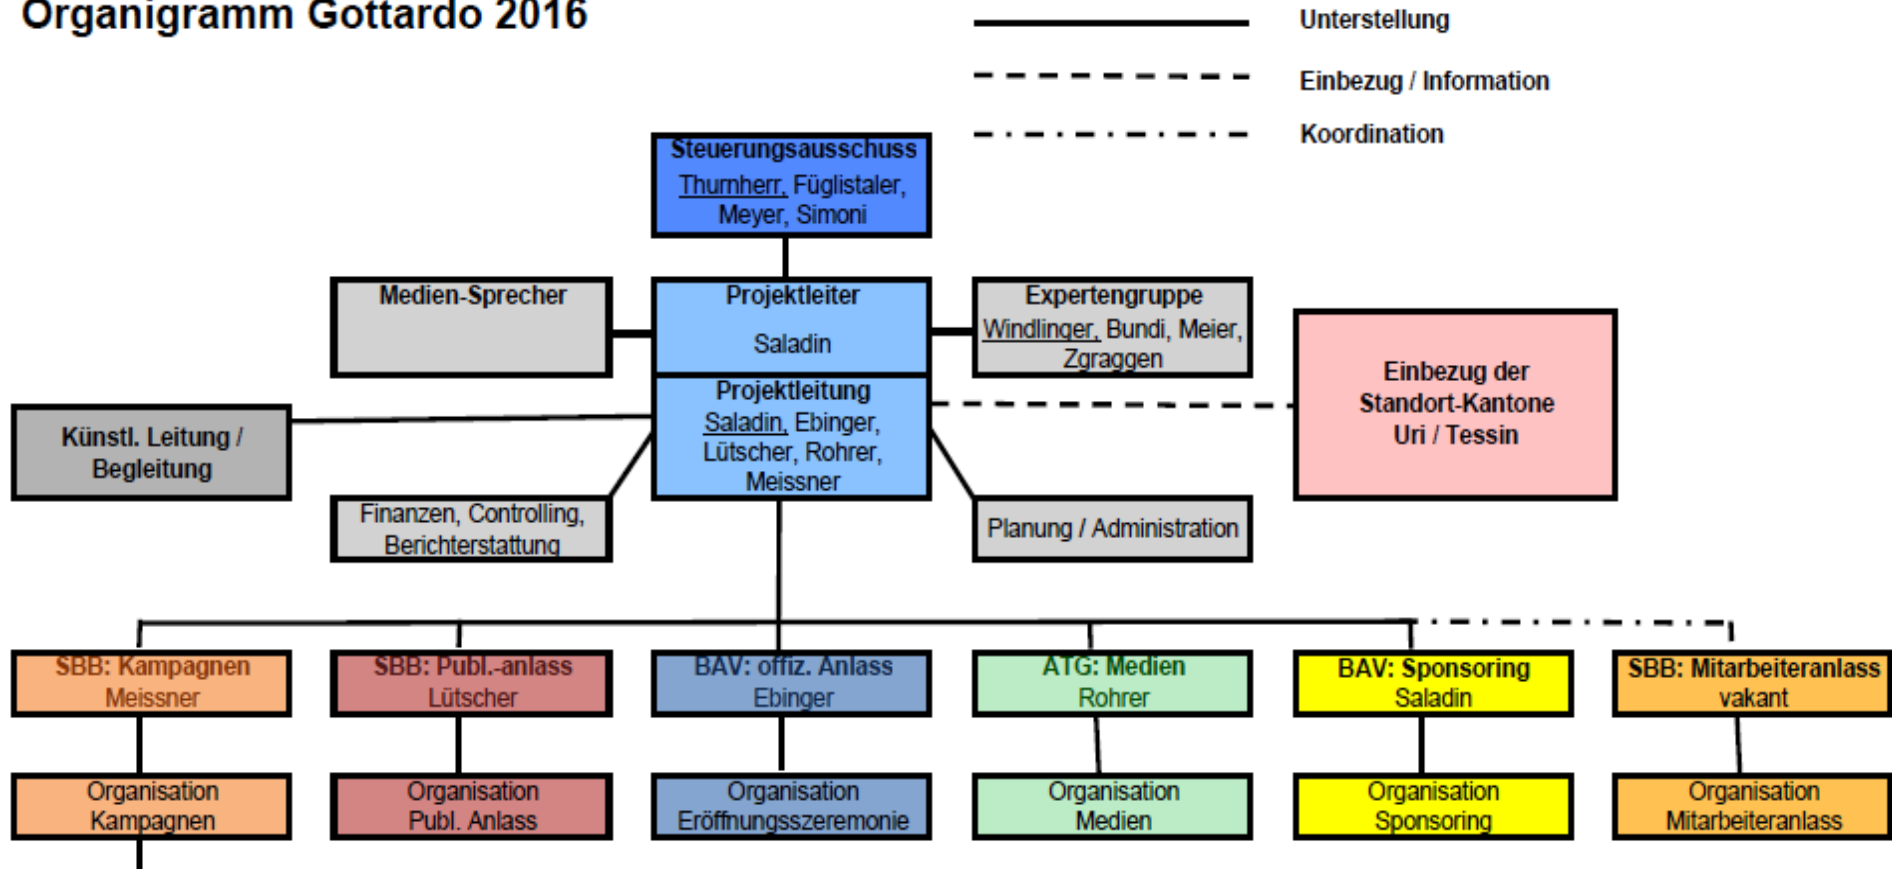 Organigramm Gottardo 2016
Unterstellung
Einbezug / Information
Koordination
Steuerungsausschuss
Thurnherr, Füglistaler,
Meyer, Simoni
Medien-Sprecher
Projektleiter
Saladin
Expertengruppe
Windlinger, Bundi, Meier,
Zgraggen
Projektleitung
Saladin, Ebinger,
Lütscher, Rohrer,
Meissner
Einbezug der
Standort-Kantone
Uri / Tessin
Künstl. Leitung /
Begleitung
Finanzen, Controlling,
Berichterstattung
Planung / Administration
SBB: Kampagnen
Meissner
SBB: Publ.-anlass
Lütscher
BAV: offiz. Anlass
Ebinger
ATG: Medien
Rohrer
BAV: Sponsoring
Saladin
SBB: Mitarbeiteranlass
vakant
Organisation
Kampagnen
Organisation
Publ. Anlass
Organisation
Eröffnungsszeremonie
Organisation
Medien
Organisation
Sponsoring
Organisation
Mitarbeiteranlass